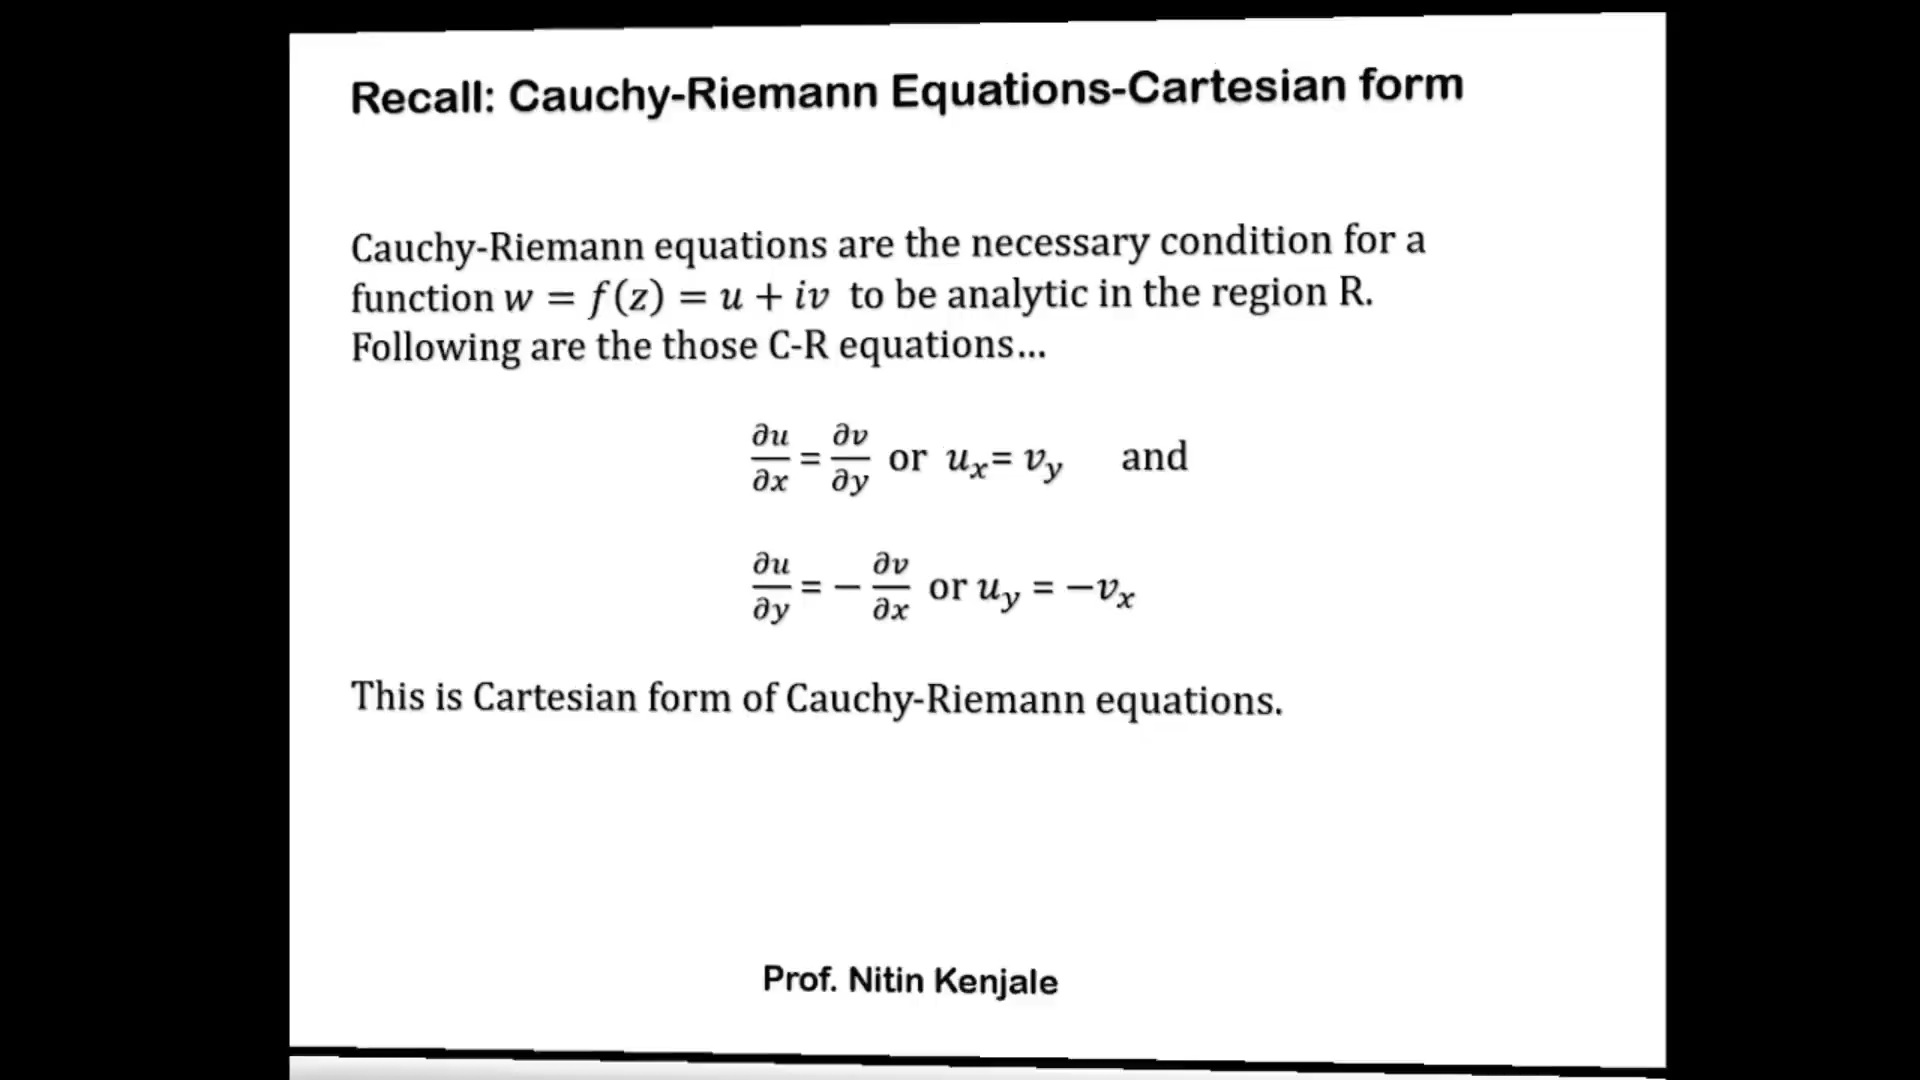 Recall: Cauchy-Riemann Equations-Cartesian form
Cauchy-Riemann equations are the necessary condition for a
function w = f(z) = u + iv to be analytic in the region R.
Following are the those C-R equations...
∂u/∂x = ∂v/∂y or uₓ= v_y and
∂u/∂y = − ∂v/∂x or u_y = −vₓ
This is Cartesian form of Cauchy-Riemann equations.
Prof. Nitin Kenjale